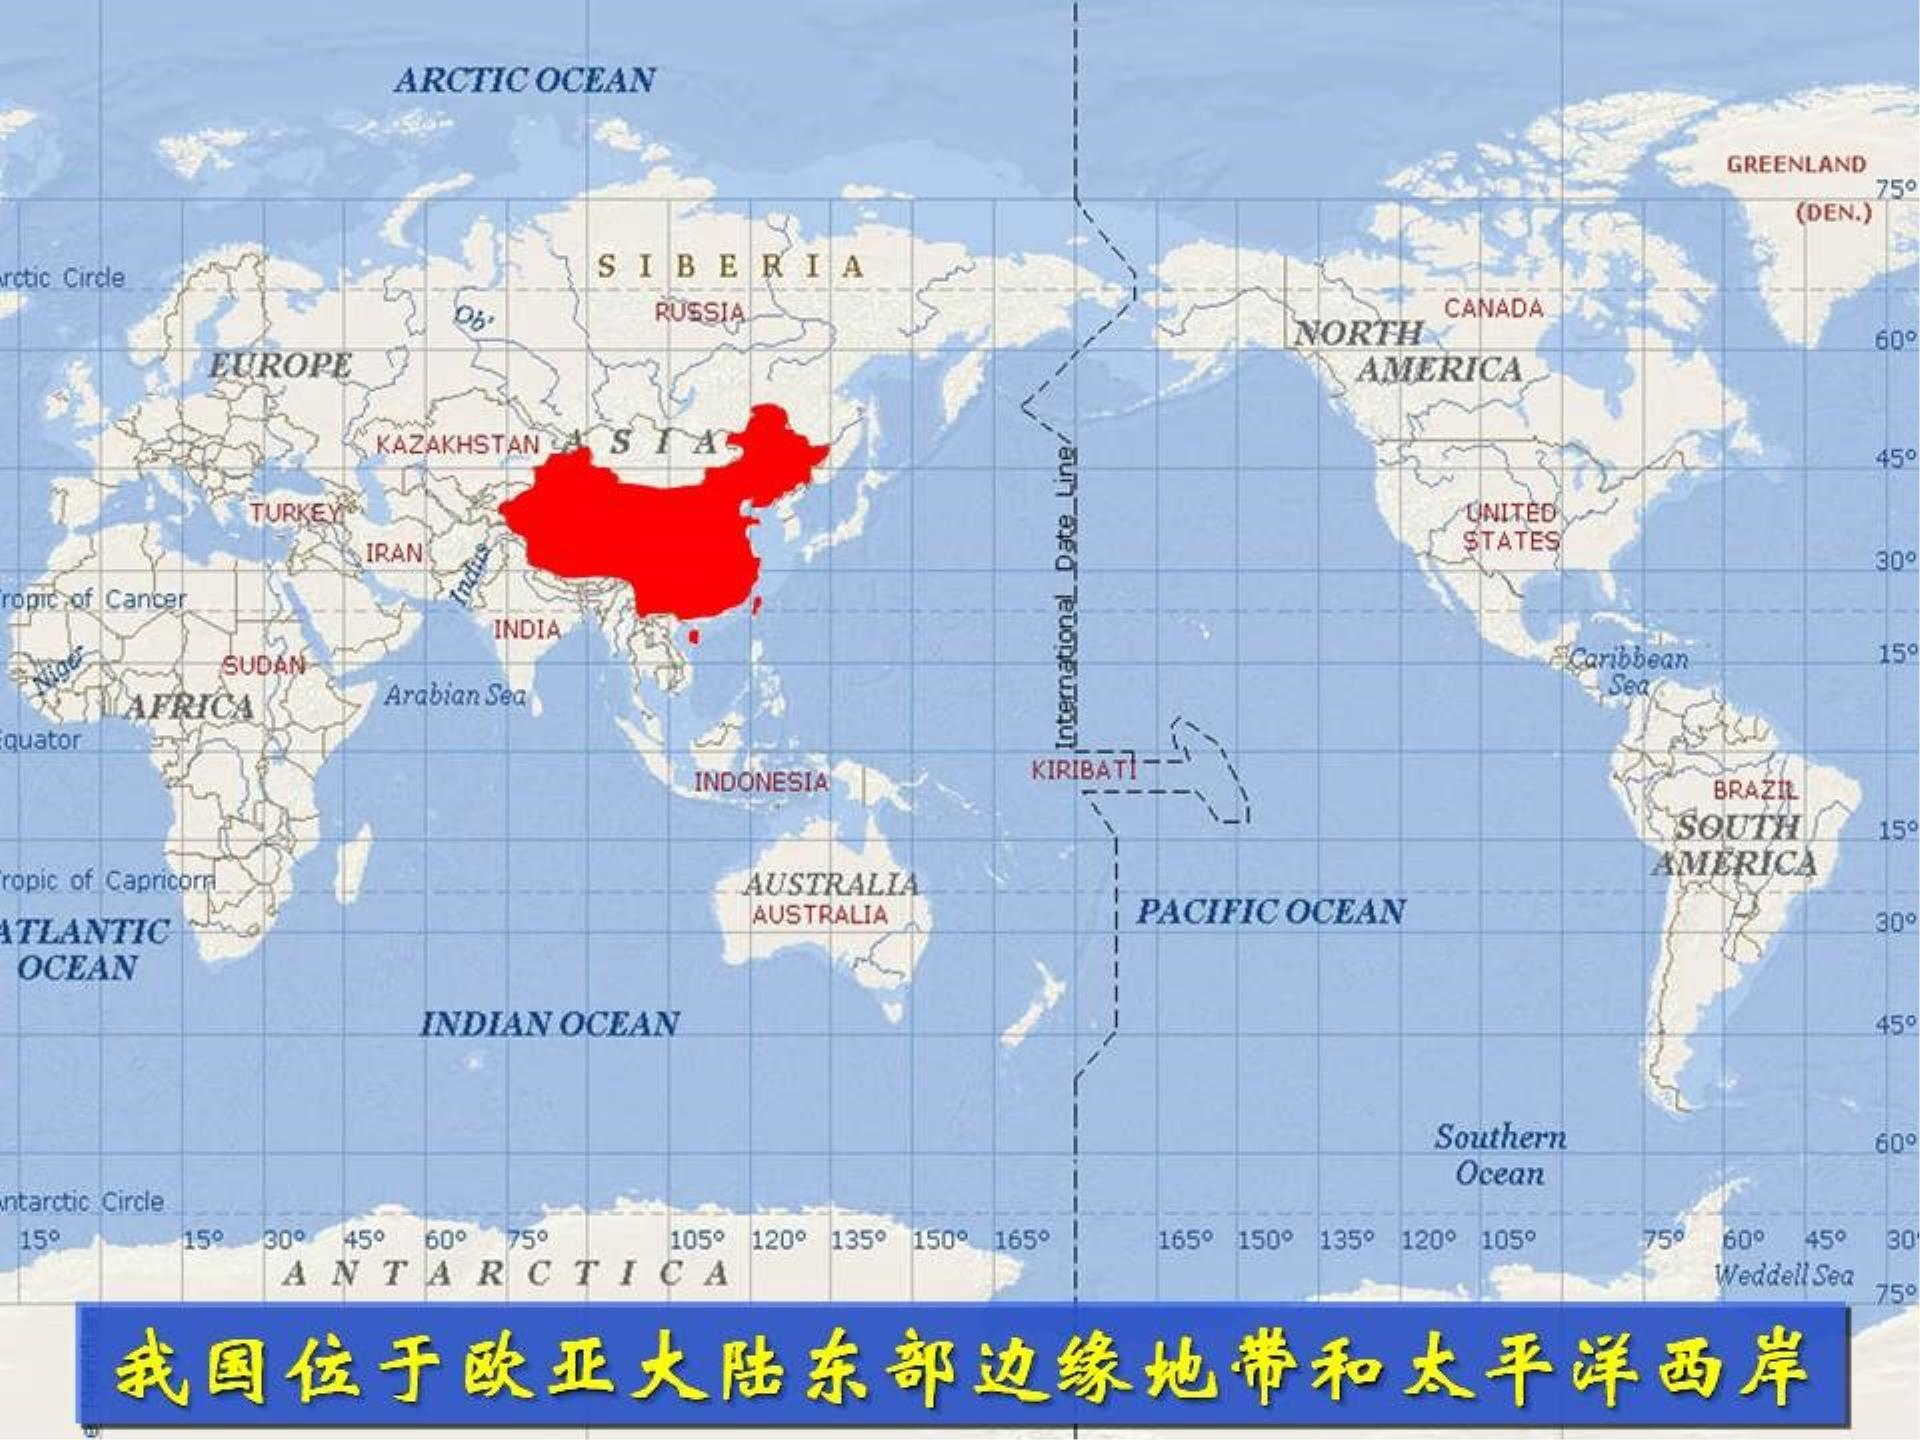 ARCTIC OCEAN
GREENLAND
75°
(DEN.)
SIBERIA
Arctic Circle
RUSSIA
Ob'
CANADA
NORTH
AMERICA
60°
EUROPE
KAZAKHSTAN
ASIA
45°
TURKEY
UNITED
STATES
IRAN
Indus
International Date Line
30°
Tropic of Cancer
INDIA
SUDAN
Niger
AFRICA
Arabian Sea
Caribbean
Sea
15°
Equator
KIRIBATI
INDONESIA
BRAZIL
SOUTH
AMERICA
15°
Tropic of Capricorn
AUSTRALIA
AUSTRALIA
ATLANTIC
OCEAN
PACIFIC OCEAN
30°
INDIAN OCEAN
45°
Southern
Ocean
60°
Antarctic Circle
15° 15° 30° 45° 60° 75° 105° 120° 135° 150° 165° 165° 150° 135° 120° 105° 75° 60° 45° 30°
ANTARCTICA
Weddell Sea
75°
我国位于欧亚大陆东部边缘地带和太平洋西岸